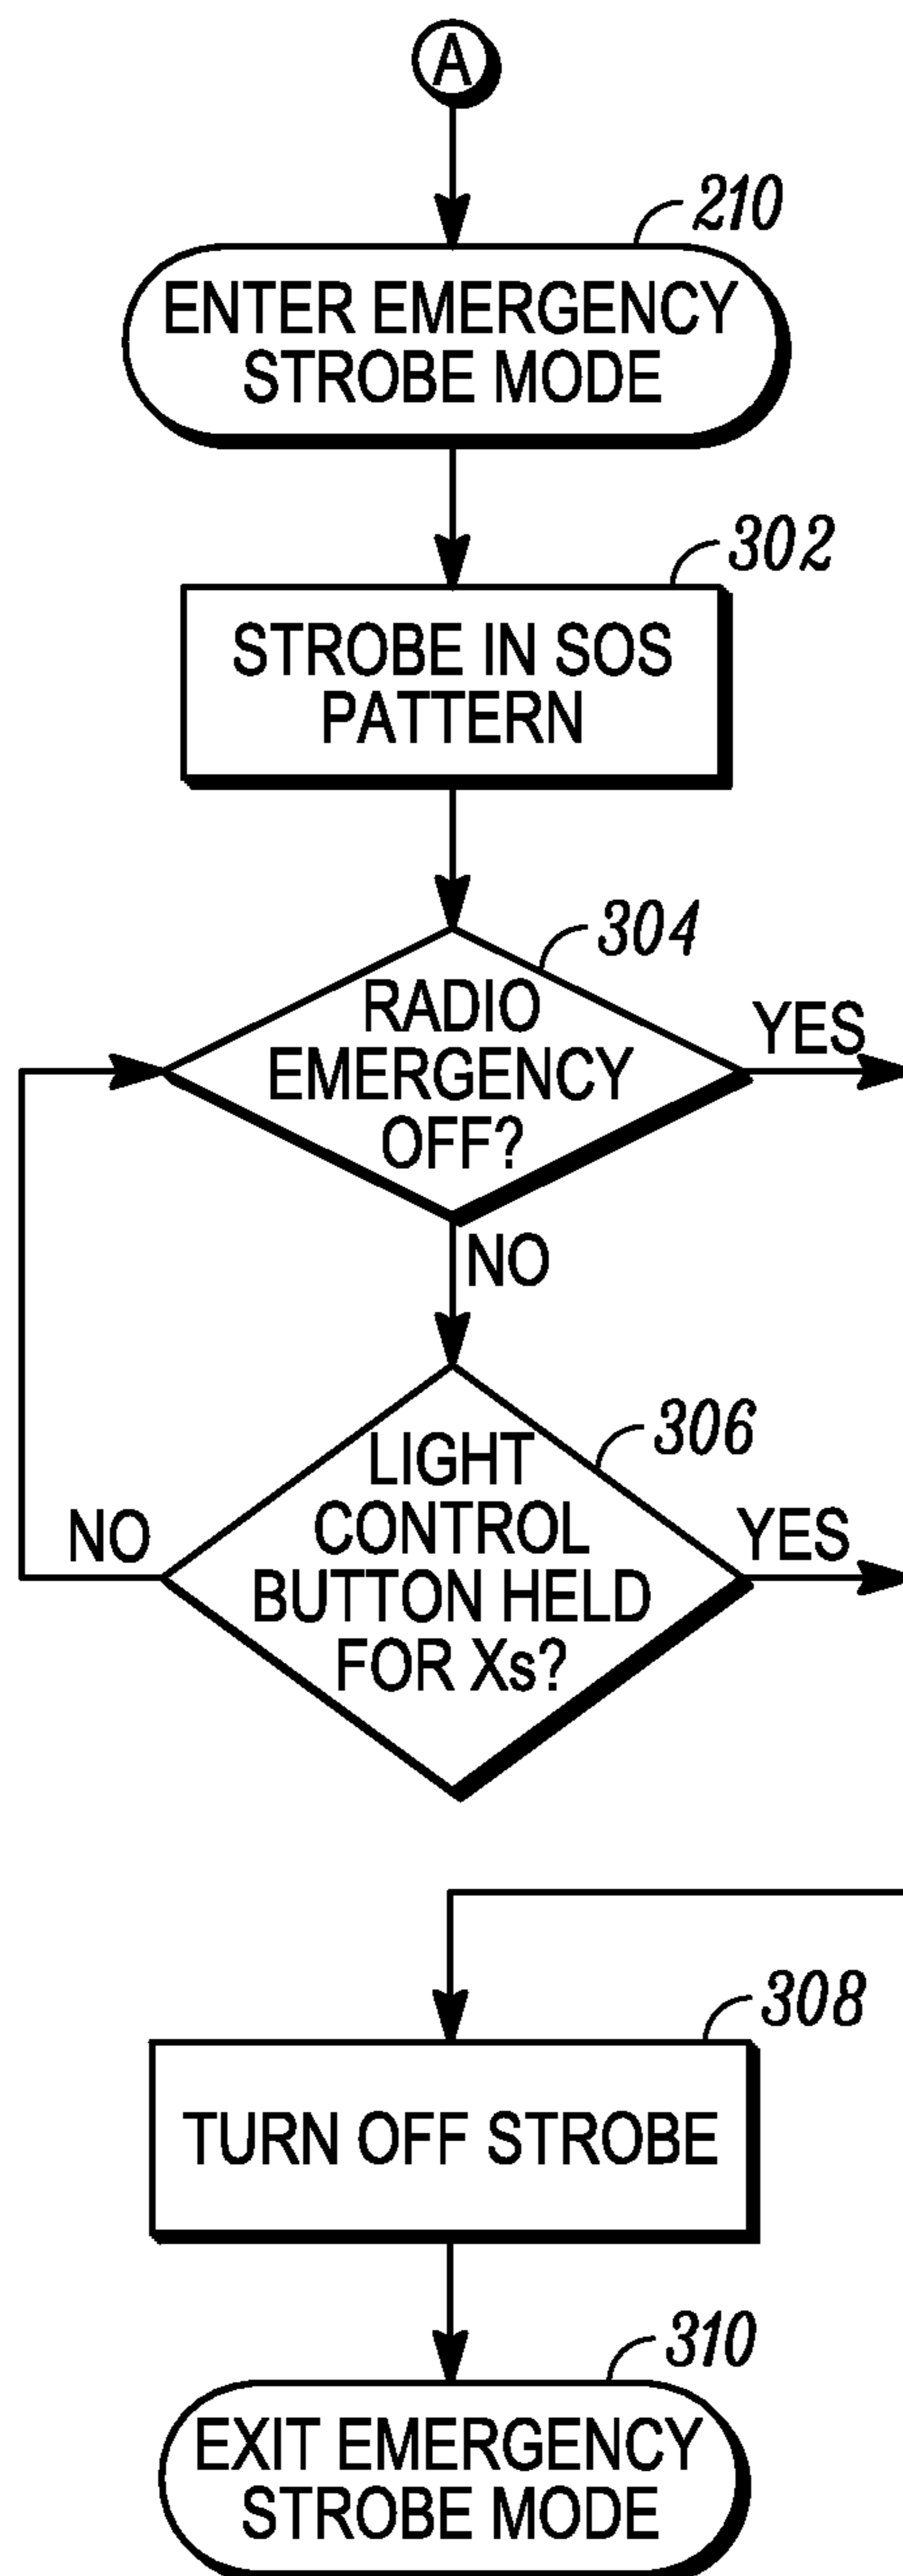 A
210
ENTER EMERGENCY
STROBE MODE
302
STROBE IN SOS
PATTERN
304
RADIO
EMERGENCY
OFF?
YES
NO
306
LIGHT
CONTROL
BUTTON HELD
FOR Xs?
NO
YES
308
TURN OFF STROBE
310
EXIT EMERGENCY
STROBE MODE